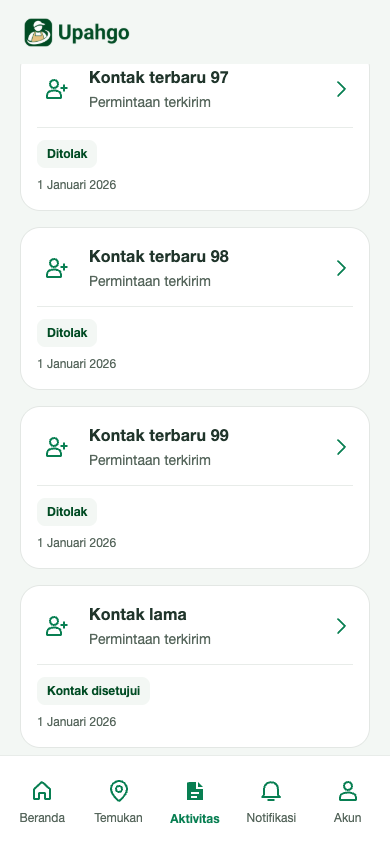 Upahgo
Kontak terbaru 97
Permintaan terkirim
Ditolak
1 Januari 2026
Kontak terbaru 98
Permintaan terkirim
Ditolak
1 Januari 2026
Kontak terbaru 99
Permintaan terkirim
Ditolak
1 Januari 2026
Kontak lama
Permintaan terkirim
Kontak disetujui
1 Januari 2026
Beranda Temukan Aktivitas Notifikasi Akun